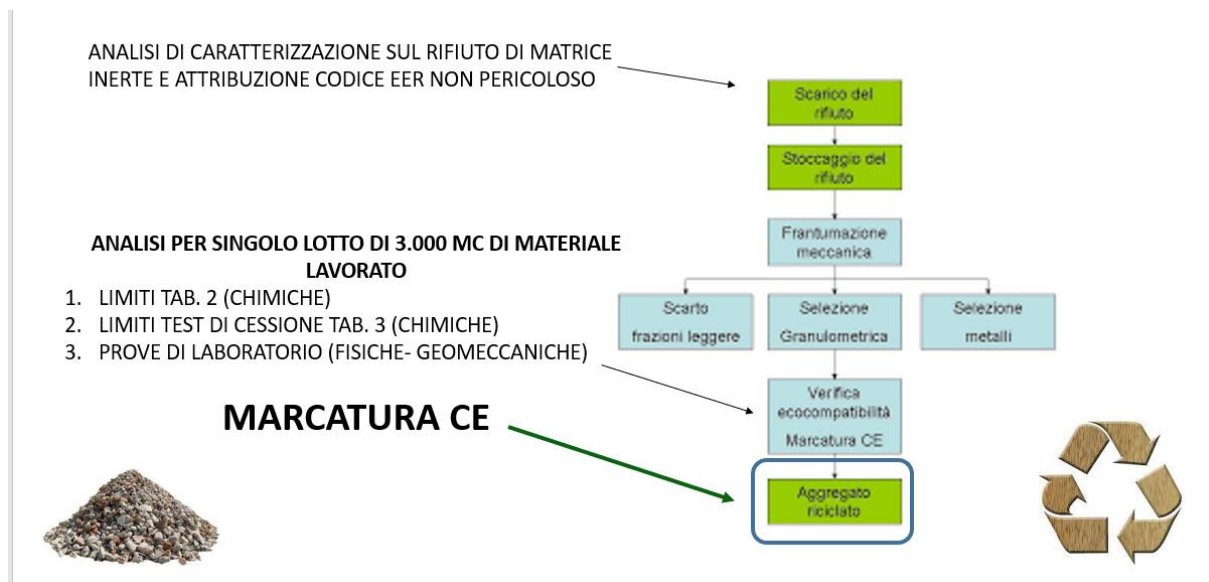 ANALISI DI CARATTERIZZAZIONE SUL RIFIUTO DI MATRICE
INERTE E ATTRIBUZIONE CODICE EER NON PERICOLOSO
Scarico del
rifiuto
Stoccaggio del
rifiuto
Frantumazione
meccanica
ANALISI PER SINGOLO LOTTO DI 3.000 MC DI MATERIALE
LAVORATO
1. LIMITI TAB. 2 (CHIMICHE)
2. LIMITI TEST DI CESSIONE TAB. 3 (CHIMICHE)
3. PROVE DI LABORATORIO (FISICHE- GEOMECCANICHE)
Scarto
frazioni leggere
Selezione
Granulometrica
Selezione
metalli
Verifica
ecocompatibilità
Marcatura CE
MARCATURA CE
Aggregato
riciclato